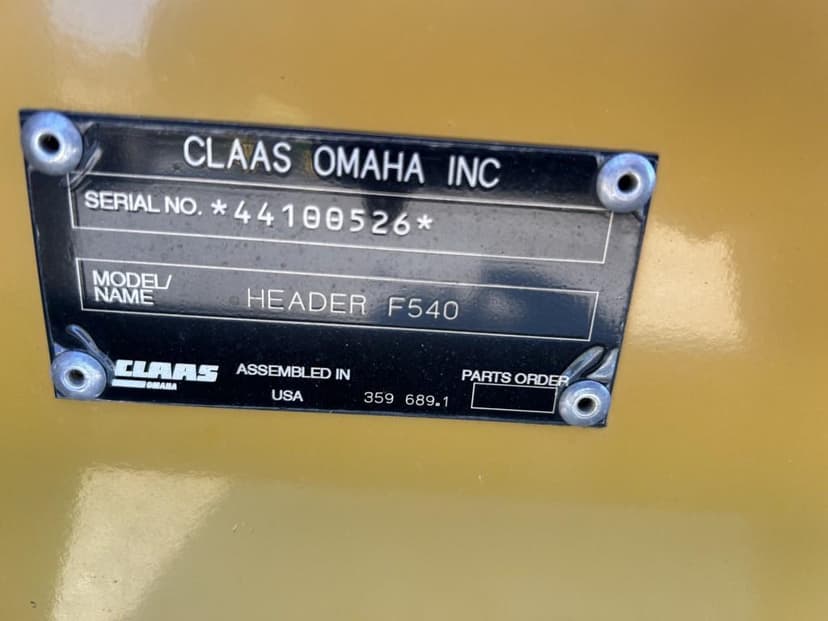 CLAAS OMAHA INC
SERIAL NO. *44100526*
MODEL/
NAME HEADER F540
CLAAS
OMAHA
ASSEMBLED IN
USA
359 689.1
PARTS ORDER